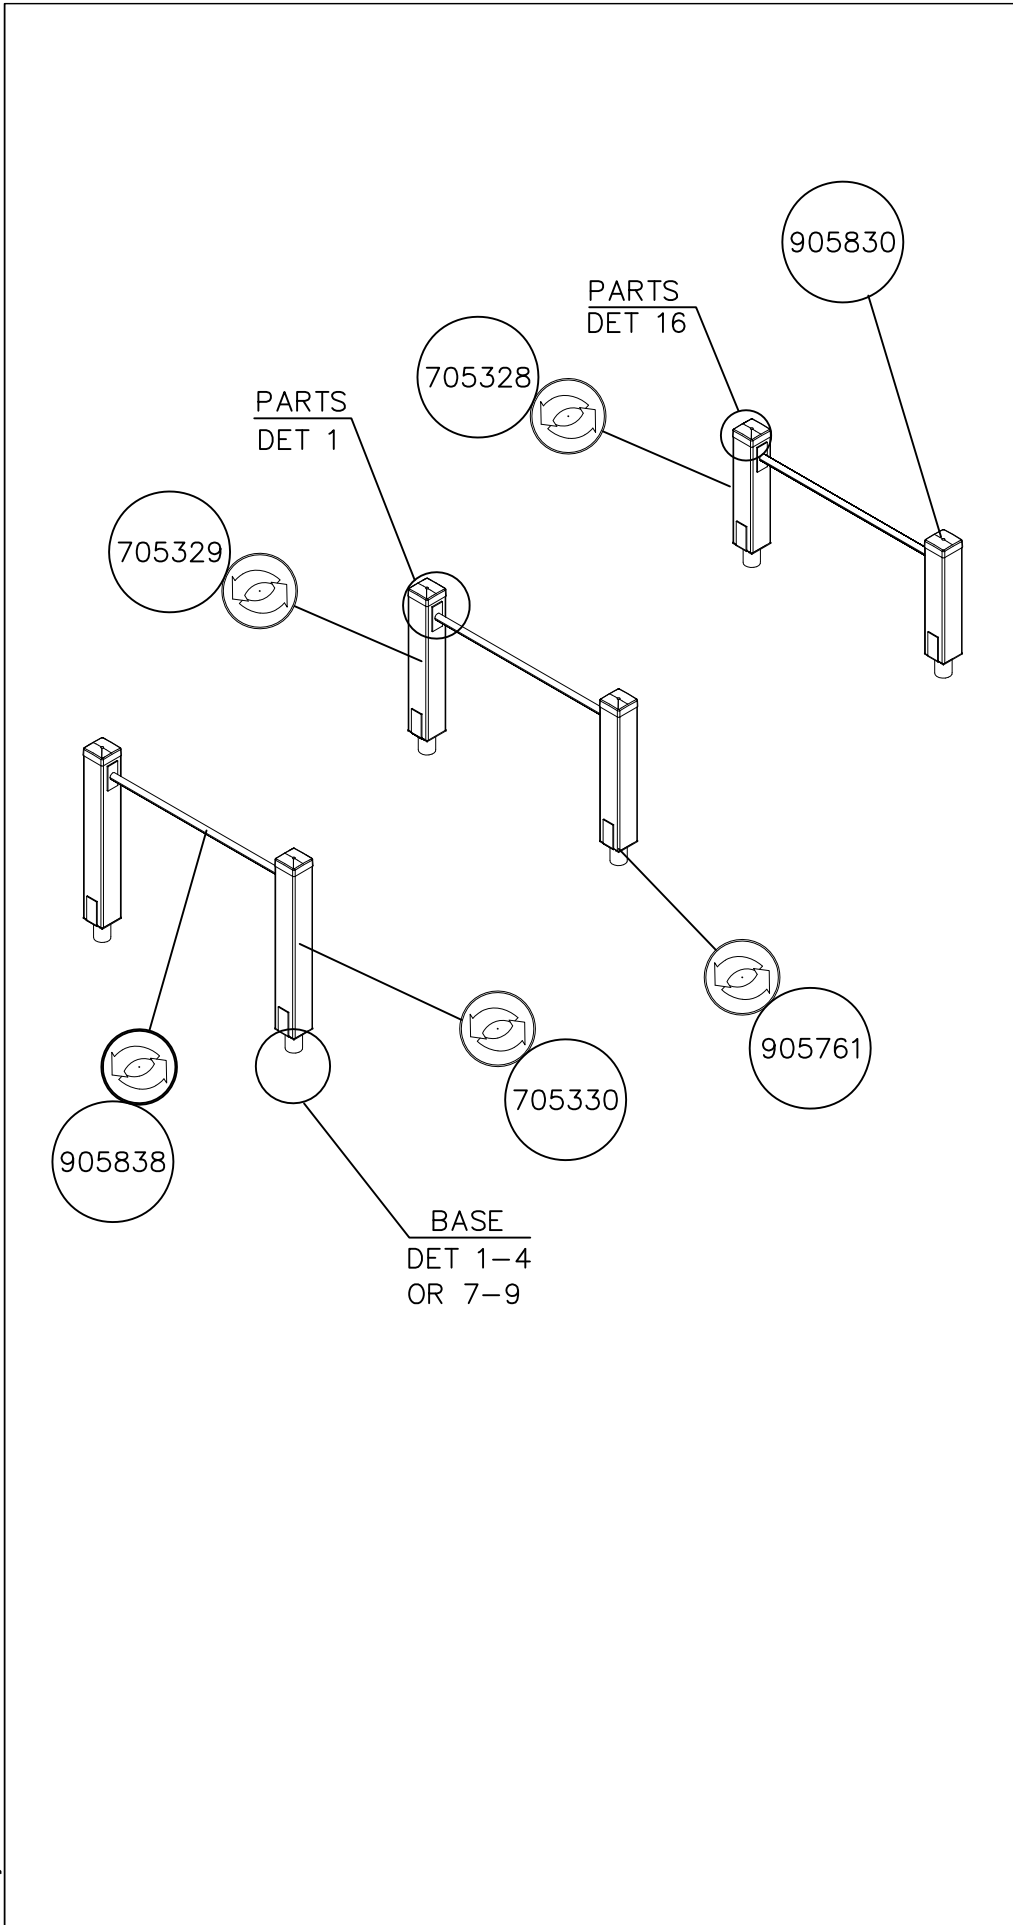 905830
PARTS
DET 16
705328
PARTS
DET 1
705329
905761
705330
905838
BASE
DET 1-4
OR 7-9